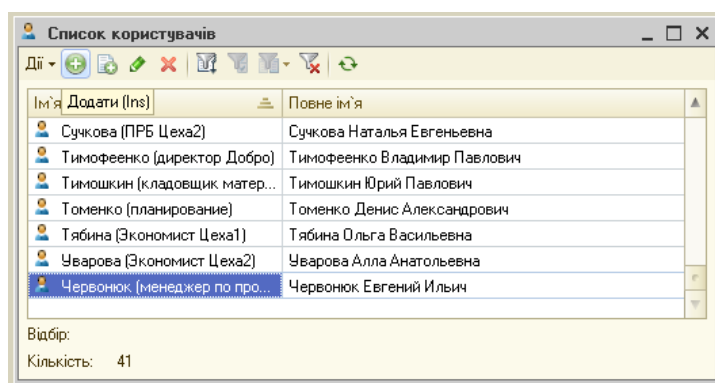 Список користувачів
Дії
Ім`я Додати (Ins) Повне ім`я
Сучкова (ПРБ Цеха2) Сучкова Наталья Евгеньевна
Тимофеенко (директор Добро) Тимофеенко Владимир Павлович
Тимошкин (кладовщик матер... Тимошкин Юрий Павлович
Томенко (планирование) Томенко Денис Александрович
Тябина (Экономист Цеха1) Тябина Ольга Васильевна
Уварова (Экономист Цеха2) Уварова Алла Анатольевна
Червонюк (менеджер по про... Червонюк Евгений Ильич
Відбір:
Кількість: 41